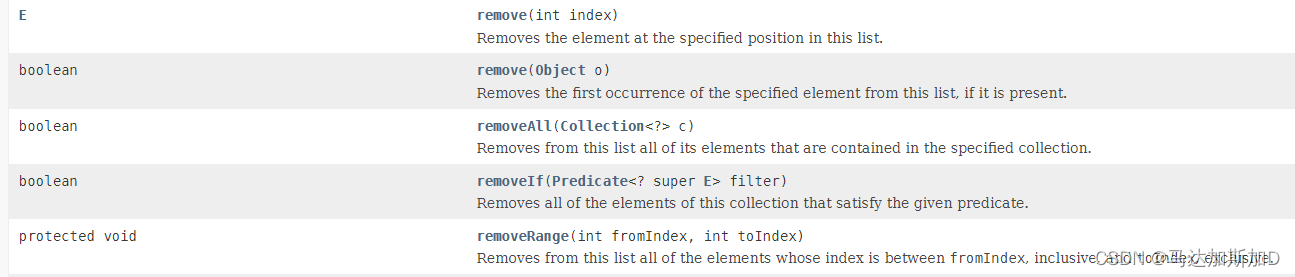 E remove(int index)
Removes the element at the specified position in this list.
boolean remove(Object o)
Removes the first occurrence of the specified element from this list, if it is present.
boolean removeAll(Collection<?> c)
Removes from this list all of its elements that are contained in the specified collection.
boolean removeIf(Predicate<? super E> filter)
Removes all of the elements of this collection that satisfy the given predicate.
protected void removeRange(int fromIndex, int toIndex)
Removes from this list all of the elements whose index is between fromIndex, inclusive, and toIndex, exclusive.
CSDN @马达加斯加D